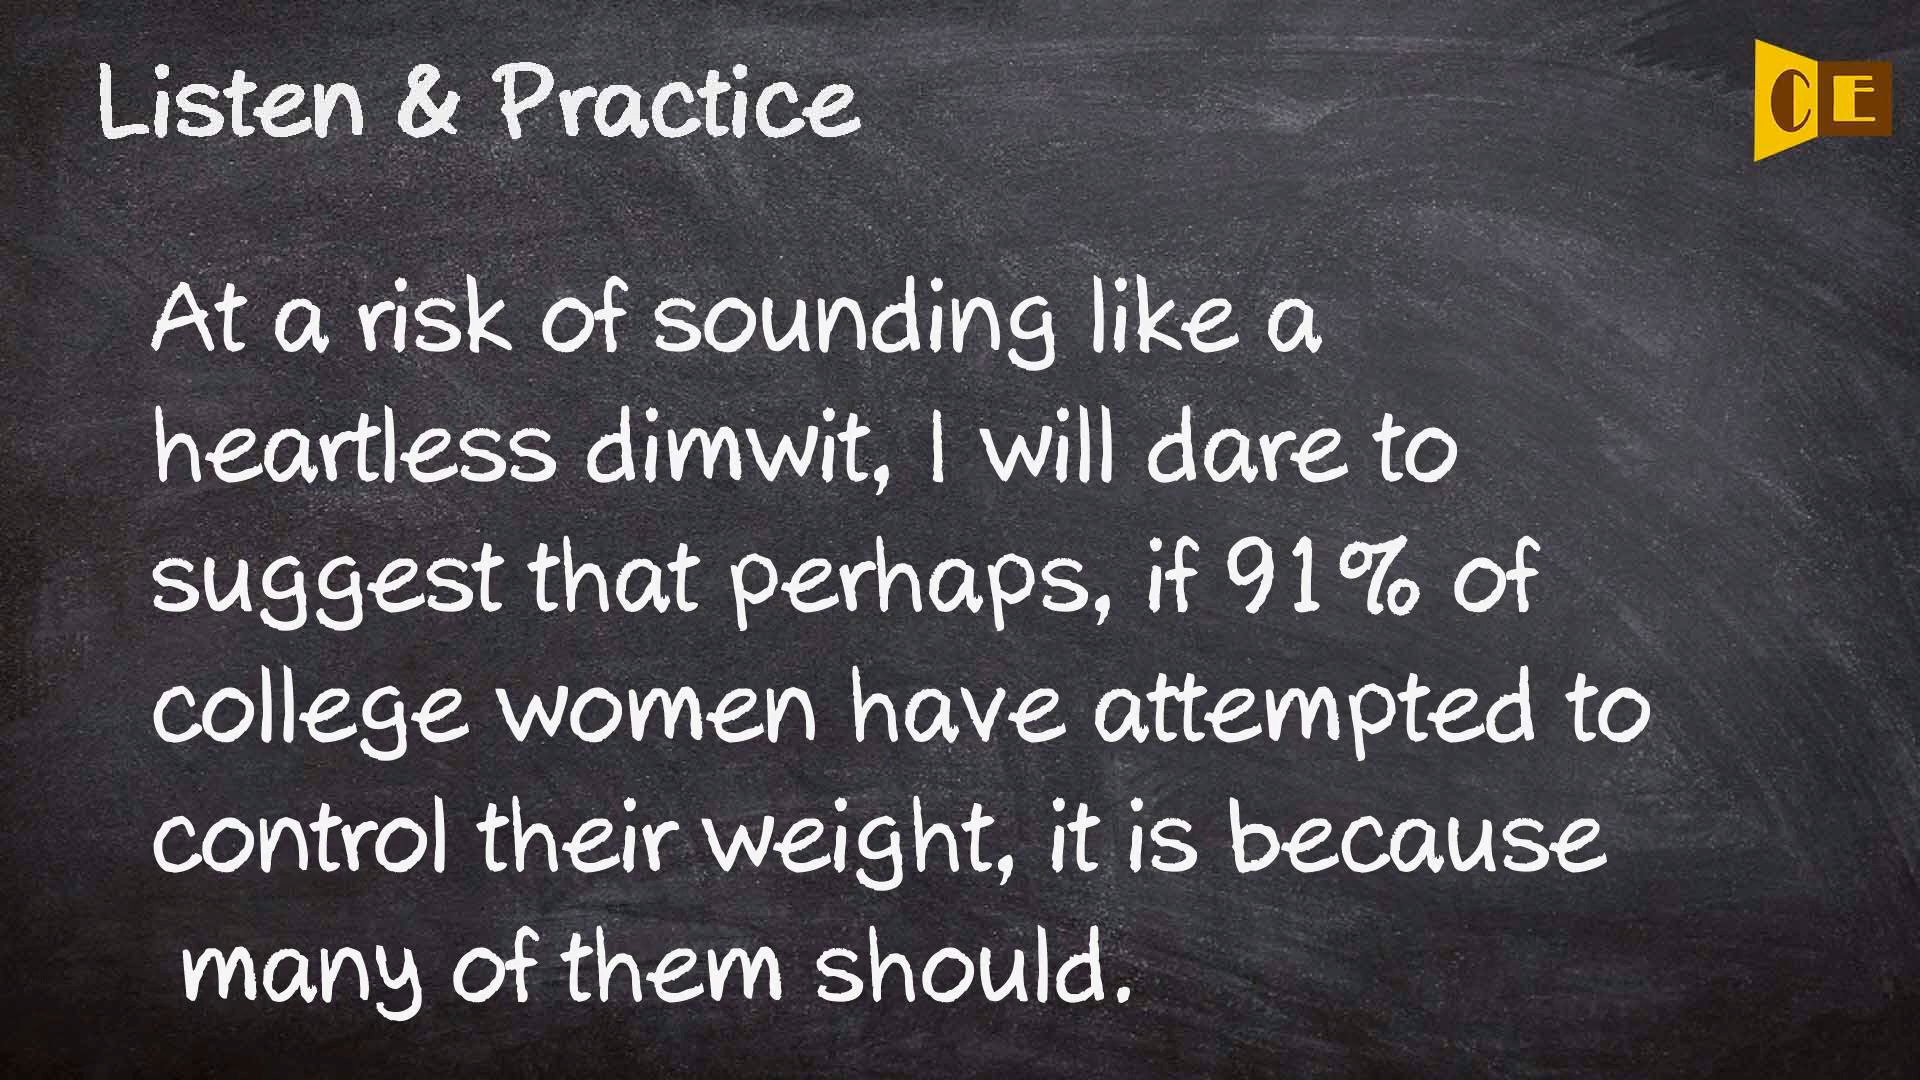 Listen & Practice
CE
At a risk of sounding like a
heartless dimwit, I will dare to
suggest that perhaps, if 91% of
college women have attempted to
control their weight, it is because
many of them should.